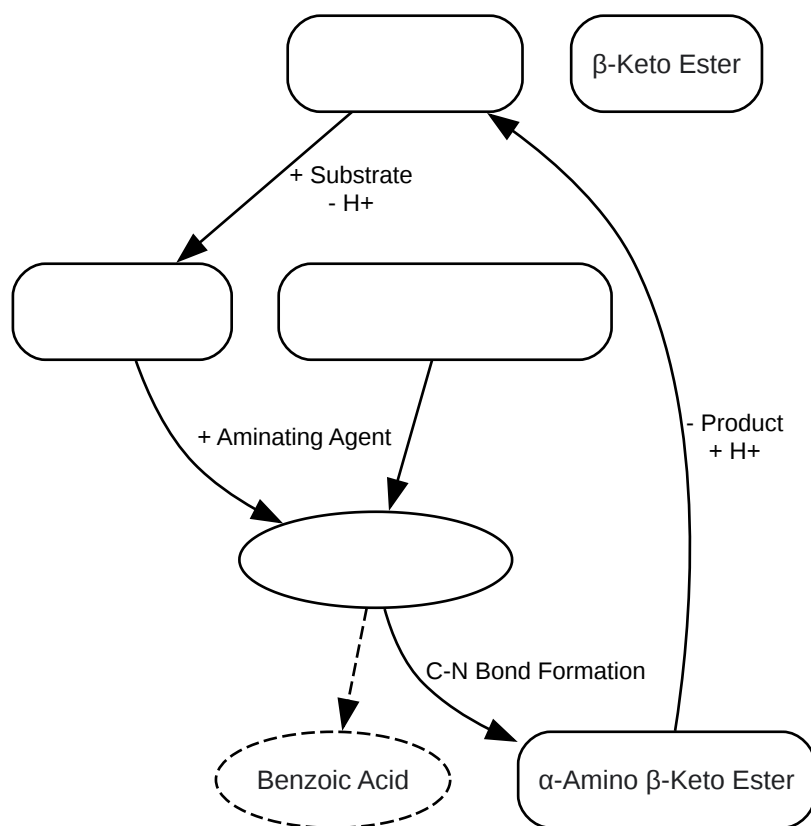 β-Keto Ester
+ Substrate
- H+
+ Aminating Agent
- Product
+ H+
C-N Bond Formation
Benzoic Acid
α-Amino β-Keto Ester